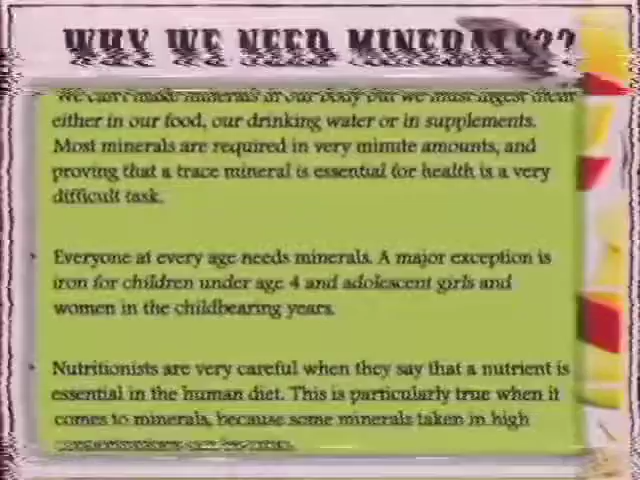 WHY WE NEED MINERALS??
We can't make minerals in our body but we must ingest them
either in our food, our drinking water or in supplements.
Most minerals are required in very minute amounts, and
proving that a trace mineral is essential for health is a very
difficult task.
Everyone at every age needs minerals. A major exception is
iron for children under age 4 and adolescent girls and
women in the childbearing years.
Nutritionists are very careful when they say that a nutrient is
essential in the human diet. This is particularly true when it
comes to minerals, because some minerals taken in high